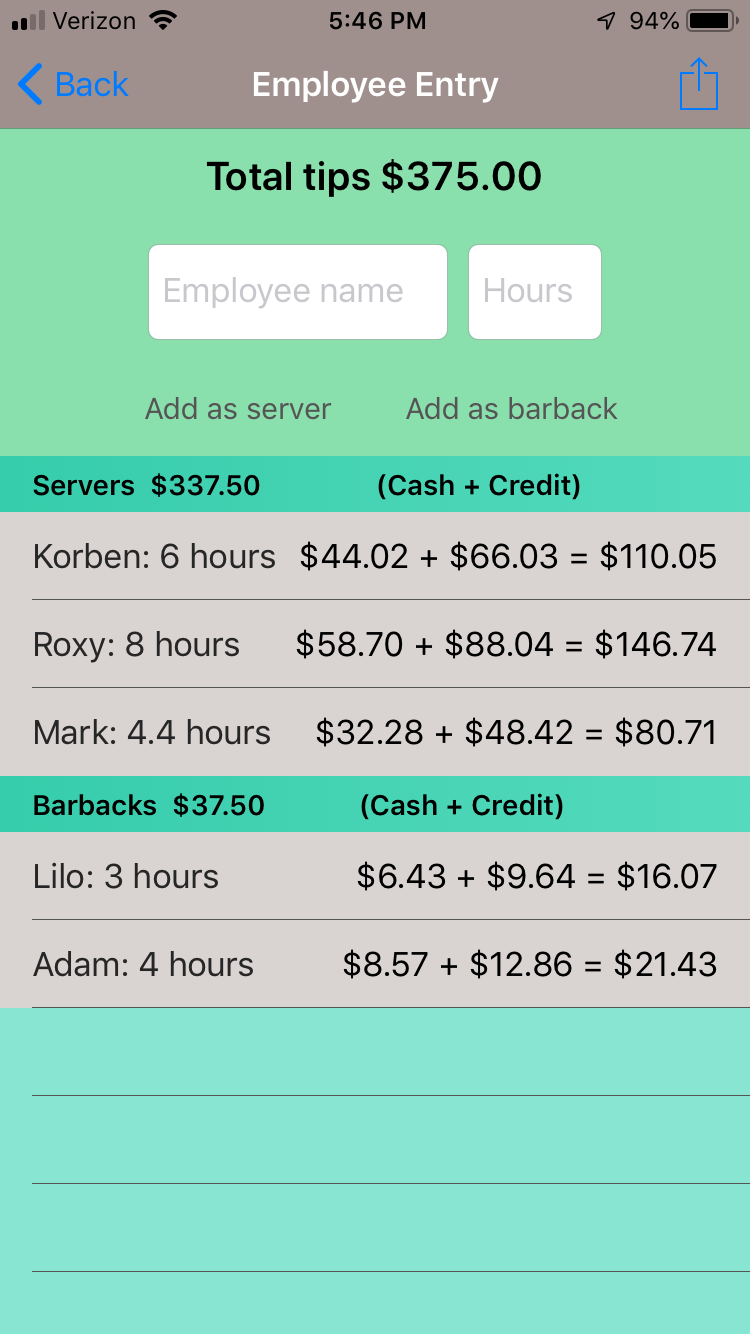 Verizon 5:46 PM 94%
Back Employee Entry
Total tips $375.00
Employee name Hours
Add as server Add as barback
Servers $337.50 (Cash + Credit)
Korben: 6 hours $44.02 + $66.03 = $110.05
Roxy: 8 hours $58.70 + $88.04 = $146.74
Mark: 4.4 hours $32.28 + $48.42 = $80.71
Barbacks $37.50 (Cash + Credit)
Lilo: 3 hours $6.43 + $9.64 = $16.07
Adam: 4 hours $8.57 + $12.86 = $21.43